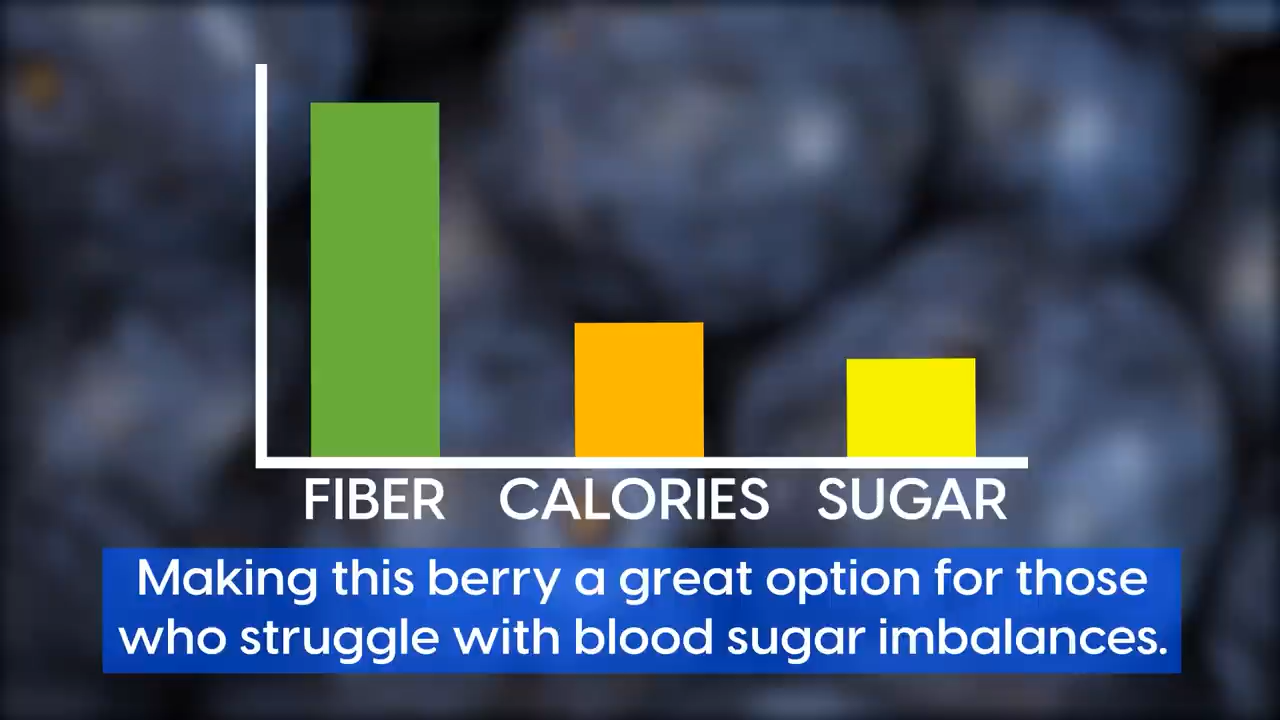 FIBER CALORIES SUGAR
Making this berry a great option for those
who struggle with blood sugar imbalances.